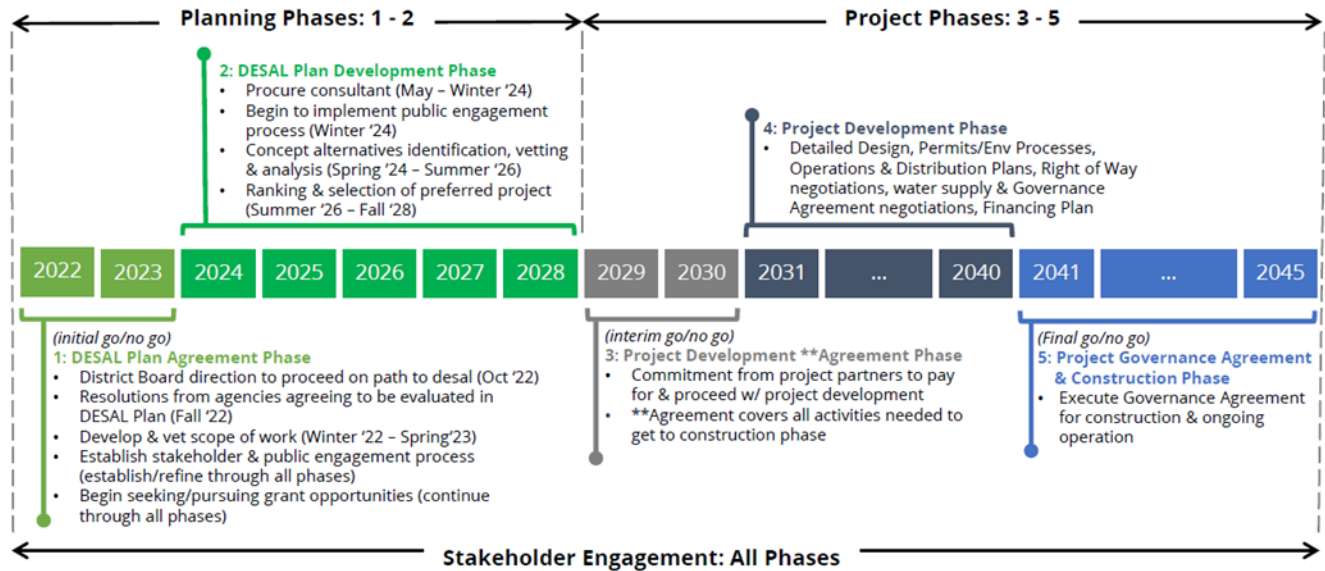 Planning Phases: 1 - 2
Project Phases: 3 - 5
2: DESAL Plan Development Phase
• Procure consultant (May – Winter ‘24)
• Begin to implement public engagement
process (Winter ‘24)
• Concept alternatives identification, vetting
& analysis (Spring ‘24 – Summer ‘26)
• Ranking & selection of preferred project
(Summer ‘26 – Fall ‘28)
4: Project Development Phase
• Detailed Design, Permits/Env Processes,
Operations & Distribution Plans, Right of Way
negotiations, water supply & Governance
Agreement negotiations, Financing Plan
2022
2023
2024
2025
2026
2027
2028
2029
2030
2031
...
2040
2041
...
2045
(initial go/no go)
1: DESAL Plan Agreement Phase
• District Board direction to proceed on path to desal (Oct ‘22)
• Resolutions from agencies agreeing to be evaluated in
DESAL Plan (Fall ‘22)
• Develop & vet scope of work (Winter ‘22 – Spring‘23)
• Establish stakeholder & public engagement process
(establish/refine through all phases)
• Begin seeking/pursuing grant opportunities (continue
through all phases)
(interim go/no go)
3: Project Development **Agreement Phase
• Commitment from project partners to pay
for & proceed w/ project development
• **Agreement covers all activities needed to
get to construction phase
(Final go/no go)
5: Project Governance Agreement
& Construction Phase
• Execute Governance Agreement
for construction & ongoing
operation
Stakeholder Engagement: All Phases